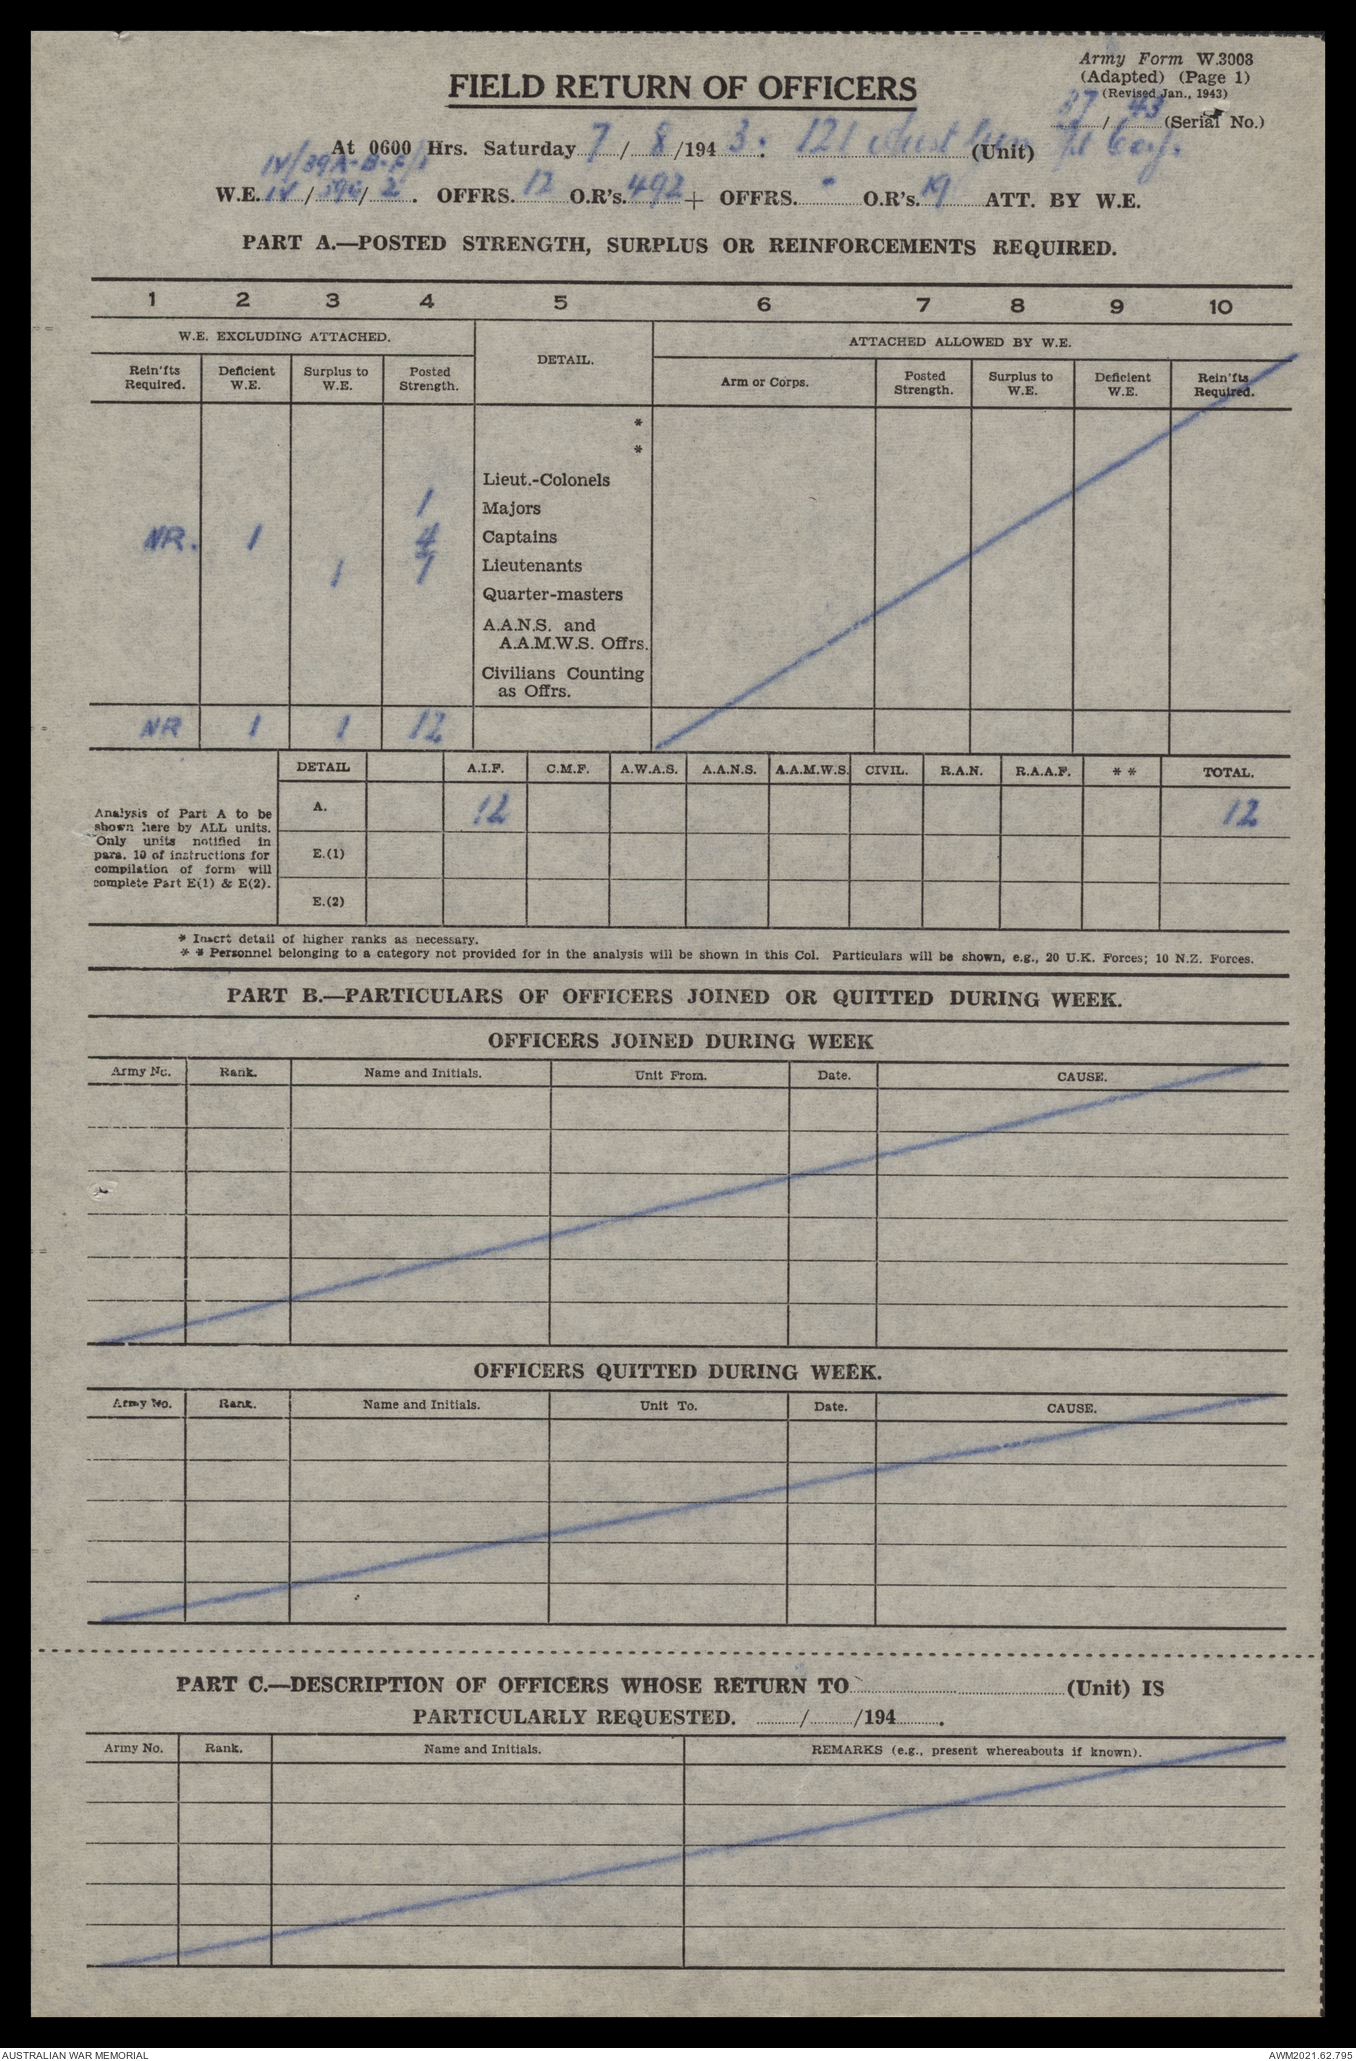 Army Form W.3008
(Adapted) (Page 1)
(Revised Jan., 1943)
FIELD RETURN OF OFFICERS
37 / 43 (Serial No.)
At 0600 Hrs. Saturday 7 / 8 /194 3. 121 Aust Gen Tpt Coy. (Unit)
IV/39A-B-F/1
W.E. IV / / 2 . OFFRS. 12 O.R's. 492 + OFFRS. - O.R's. 19 ATT. BY W.E.
PART A.—POSTED STRENGTH, SURPLUS OR REINFORCEMENTS REQUIRED.
1 2 3 4 5 6 7 8 9 10
W.E. EXCLUDING ATTACHED. DETAIL. ATTACHED ALLOWED BY W.E.
Rein'fts Required. Deficient W.E. Surplus to W.E. Posted Strength. Arm or Corps. Posted Strength. Surplus to W.E. Deficient W.E. Rein'fts Required.
*
*
Lieut.-Colonels
1 Majors
NR. 1 4 Captains
1 7 Lieutenants
Quarter-masters
A.A.N.S. and
A.A.M.W.S. Offrs.
Civilians Counting
as Offrs.
NR 1 1 12
DETAIL A.I.F. C.M.F. A.W.A.S. A.A.N.S. A.A.M.W.S. CIVIL. R.A.N. R.A.A.F. * * TOTAL.
Analysis of Part A to be
shown here by ALL units.
Only units notified in
para. 10 of instructions for
compilation of form will
complete Part E(1) & E(2).
A. 12 12
E.(1)
E.(2)
* Insert detail of higher ranks as necessary.
* * Personnel belonging to a category not provided for in the analysis will be shown in this Col. Particulars will be shown, e.g., 20 U.K. Forces; 10 N.Z. Forces.
PART B.—PARTICULARS OF OFFICERS JOINED OR QUITTED DURING WEEK.
OFFICERS JOINED DURING WEEK
Army No. Rank. Name and Initials. Unit From. Date. CAUSE.
OFFICERS QUITTED DURING WEEK.
Army No. Rank. Name and Initials. Unit To. Date. CAUSE.
PART C.—DESCRIPTION OF OFFICERS WHOSE RETURN TO (Unit) IS
PARTICULARLY REQUESTED. / /194 .
Army No. Rank. Name and Initials. REMARKS (e.g., present whereabouts if known).
AUSTRALIAN WAR MEMORIAL AWM2021.62.795